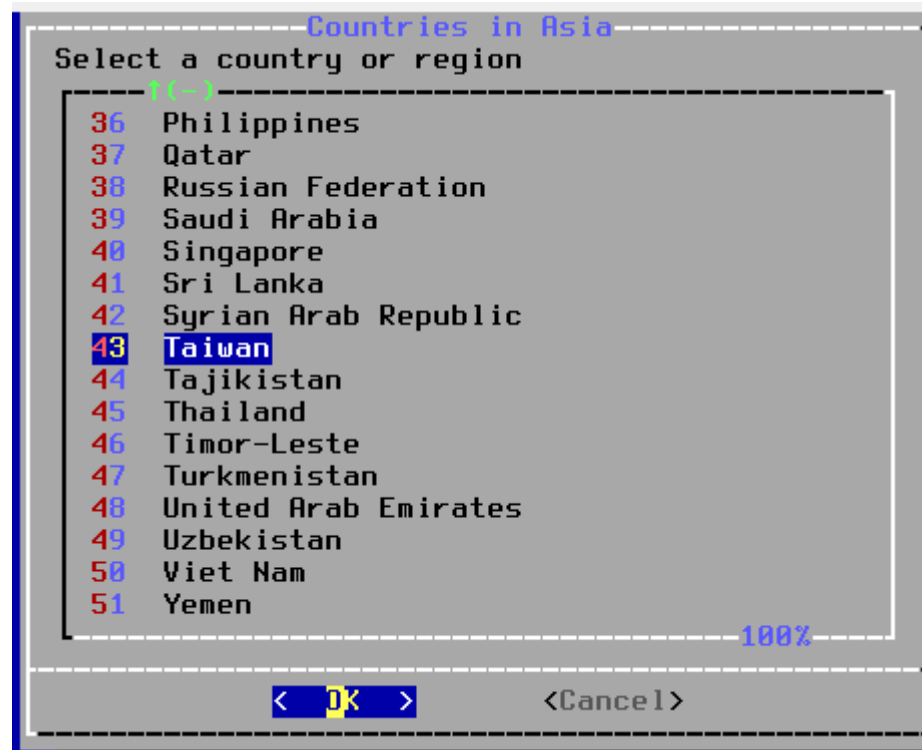 Countries in Asia
Select a country or region
↑(-)
36 Philippines
37 Qatar
38 Russian Federation
39 Saudi Arabia
40 Singapore
41 Sri Lanka
42 Syrian Arab Republic
43 Taiwan
44 Tajikistan
45 Thailand
46 Timor-Leste
47 Turkmenistan
48 United Arab Emirates
49 Uzbekistan
50 Viet Nam
51 Yemen
100%
< OK > <Cancel>